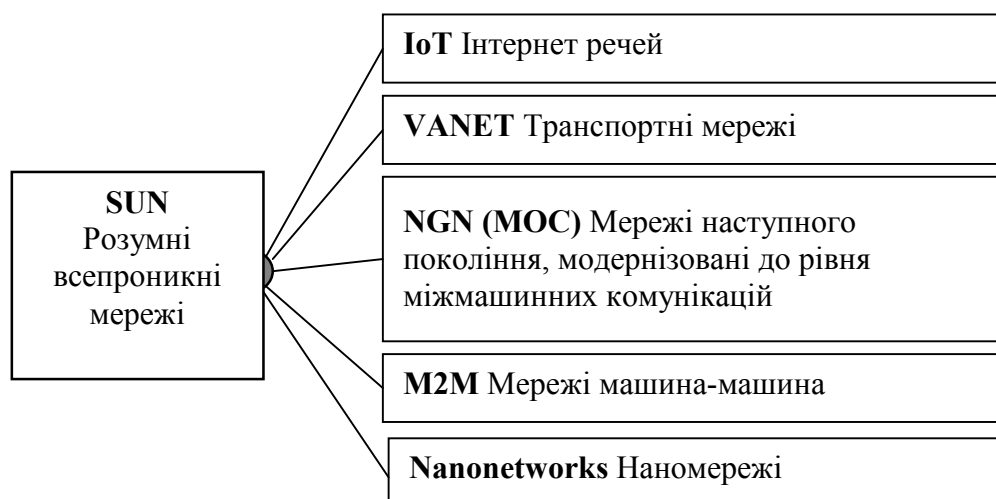 SUN
Розумні
всепроникні
мережі
IoT Інтернет речей
VANET Транспортні мережі
NGN (MOC) Мережі наступного
покоління, модернізовані до рівня
міжмашинних комунікацій
M2M Мережі машина-машина
Nanonetworks Наномережі